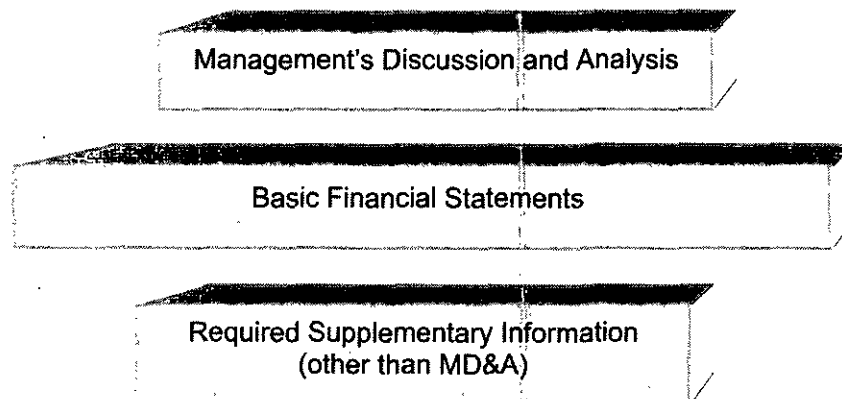 Management's Discussion and Analysis
Basic Financial Statements
Required Supplementary Information
(other than MD&A)